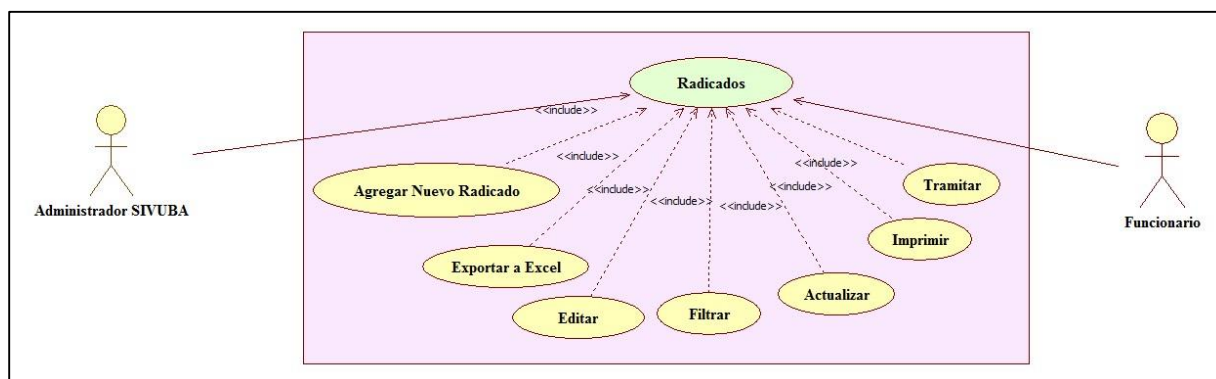 Radicados
<<include>>
<<include>>
<<include>>
<<include>>
<<include>>
<<include>>
<<include>>
Agregar Nuevo Radicado
Tramitar
Administrador SIVUBA
Funcionario
Imprimir
Exportar a Excel
Actualizar
Editar
Filtrar